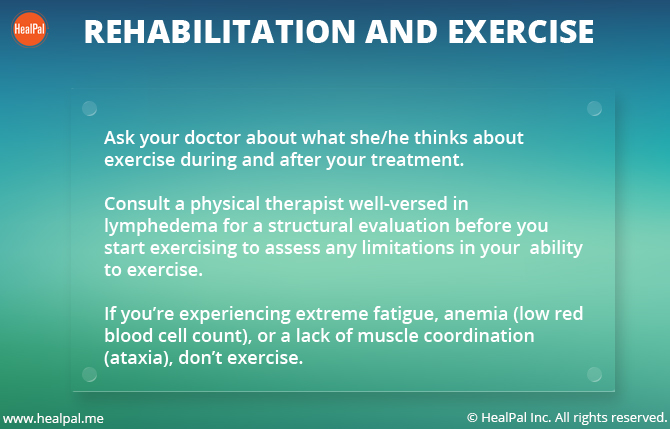 HealPal
REHABILITATION AND EXERCISE
Ask your doctor about what she/he thinks about
exercise during and after your treatment.
Consult a physical therapist well-versed in
lymphedema for a structural evaluation before you
start exercising to assess any limitations in your  ability
to exercise.
If you’re experiencing extreme fatigue, anemia (low red
blood cell count), or a lack of muscle coordination
(ataxia), don’t exercise.
www.healpal.me
© HealPal Inc. All rights reserved.